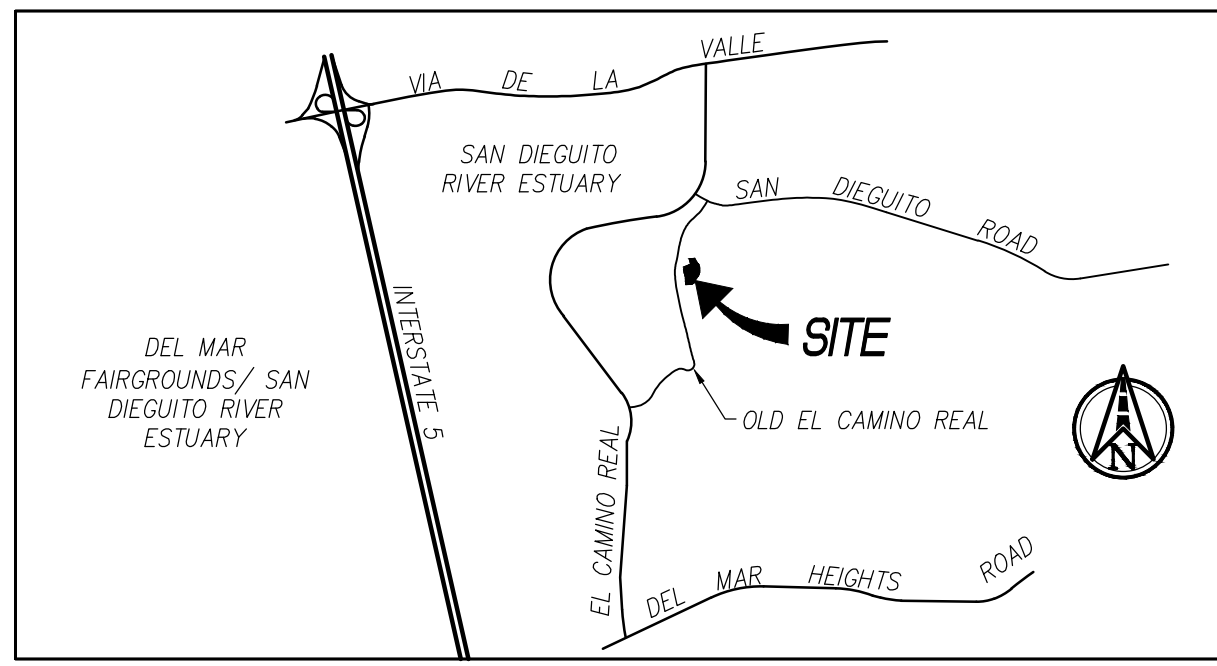 VIA DE LA VALLE
SAN DIEGUITO
RIVER ESTUARY
SAN DIEGUITO ROAD
INTERSTATE 5
SITE
DEL MAR
FAIRGROUNDS/ SAN
DIEGUITO RIVER
ESTUARY
OLD EL CAMINO REAL
N
EL CAMINO REAL
DEL MAR HEIGHTS ROAD